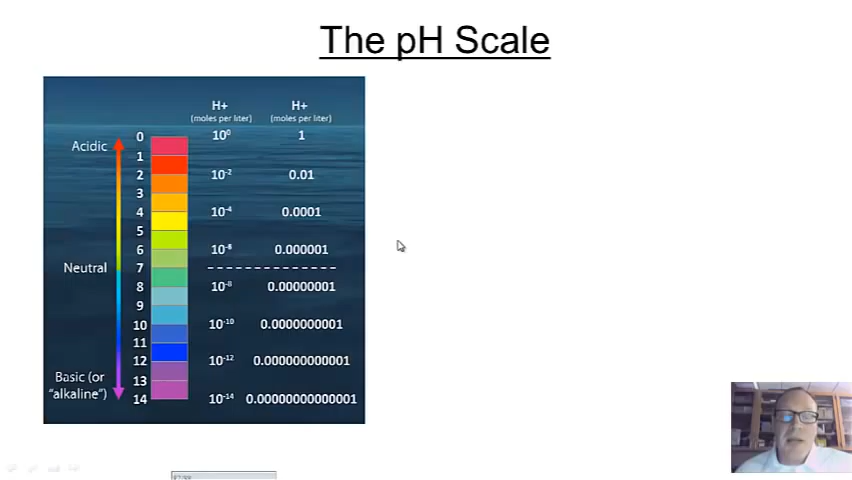 The pH Scale
H+ H+
(moles per liter) (moles per liter)
0 10⁰ 1
Acidic
1
2 10⁻² 0.01
3
4 10⁻⁴ 0.0001
5
6 10⁻⁶ 0.000001
Neutral 7
8 10⁻⁸ 0.00000001
9
10 10⁻¹⁰ 0.0000000001
11
12 10⁻¹² 0.000000000001
Basic (or 13
"alkaline")
14 10⁻¹⁴ 0.00000000000001